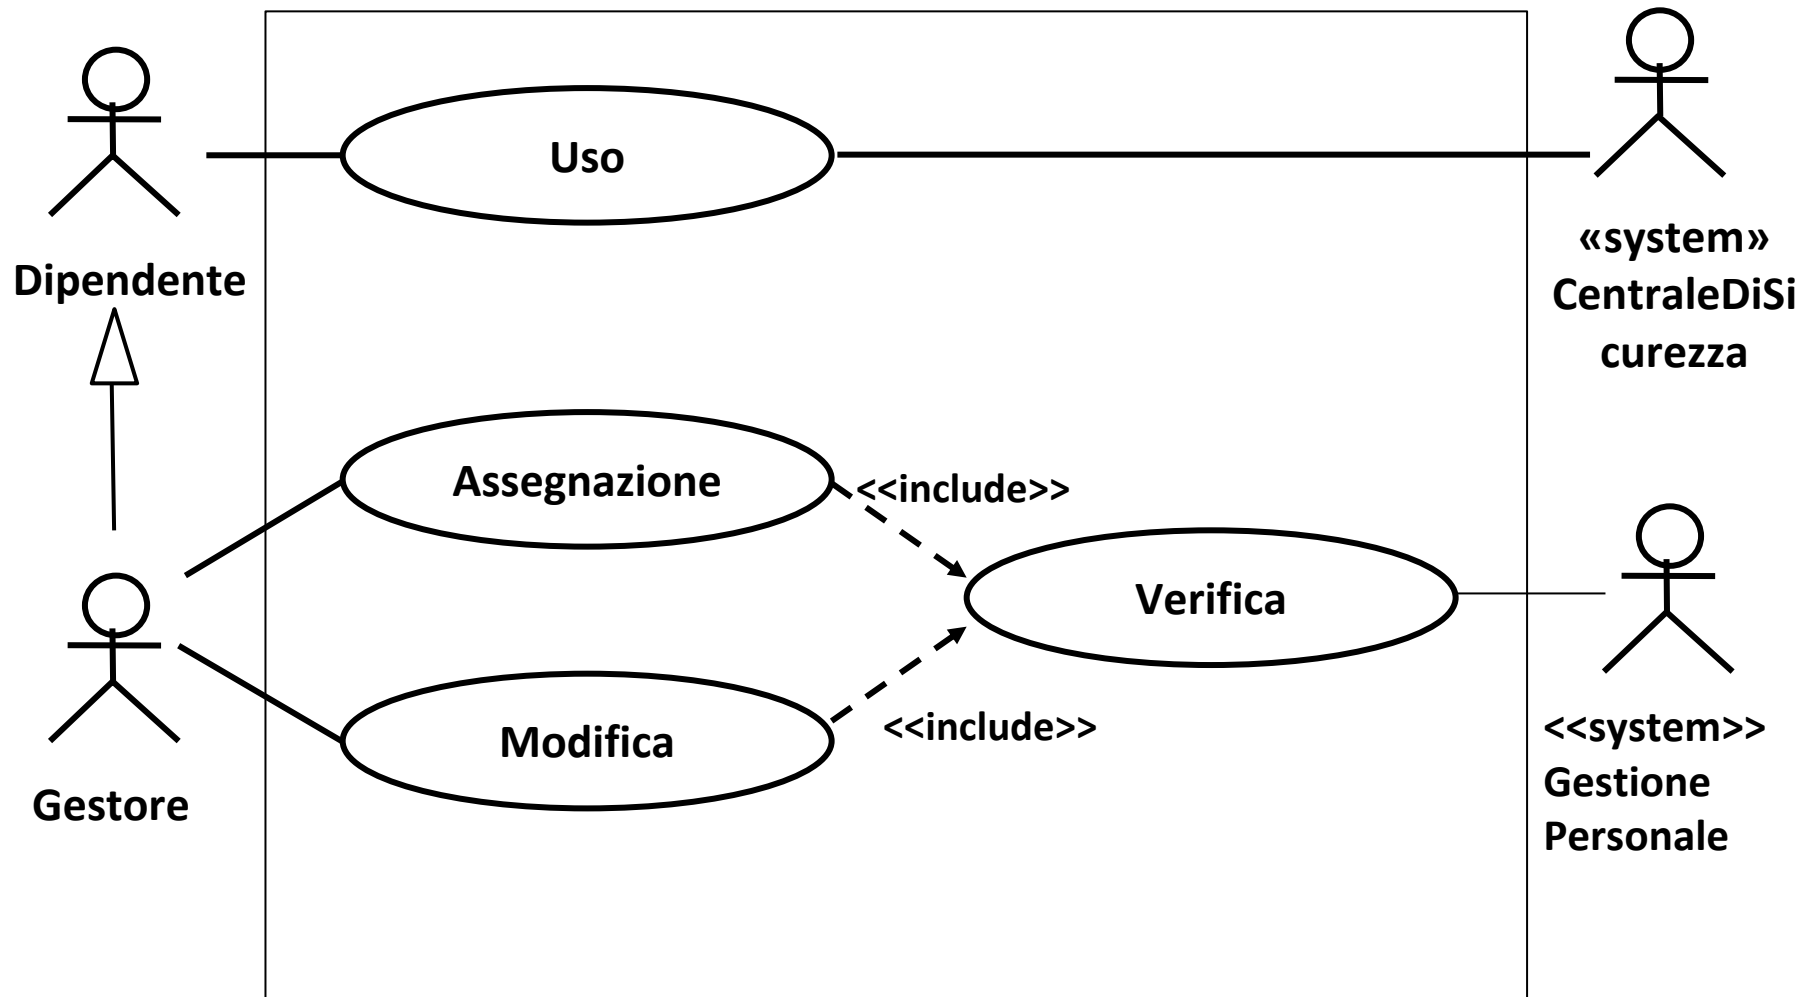 Uso
«system»
CentraleDiSi
curezza
Dipendente
Assegnazione
<<include>>
Verifica
Modifica
<<include>>
<<system>>
Gestione
Personale
Gestore